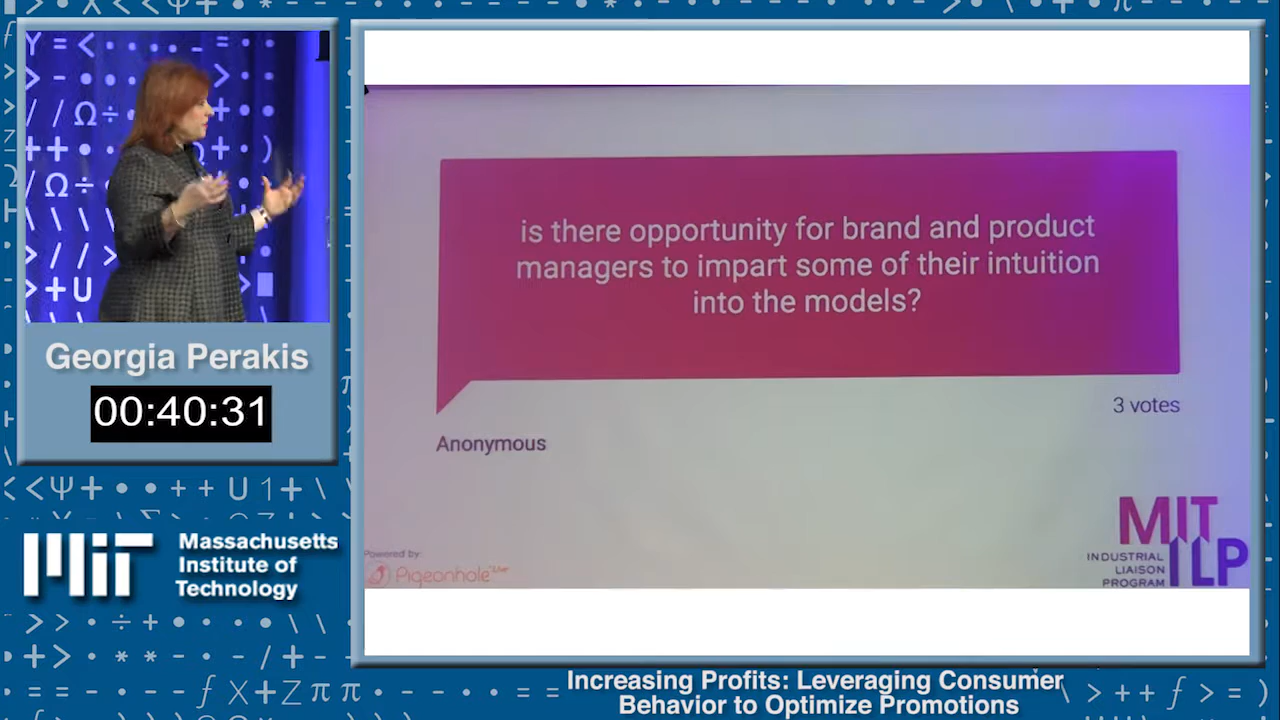 Georgia Perakis
00:40:31
is there opportunity for brand and product
managers to impart some of their intuition
into the models?
3 votes
Anonymous
Powered by
Pigeonhole Live
MIT
INDUSTRIAL
LIAISON
PROGRAM
ILP
MIT
Massachusetts
Institute of
Technology
Increasing Profits: Leveraging Consumer
Behavior to Optimize Promotions